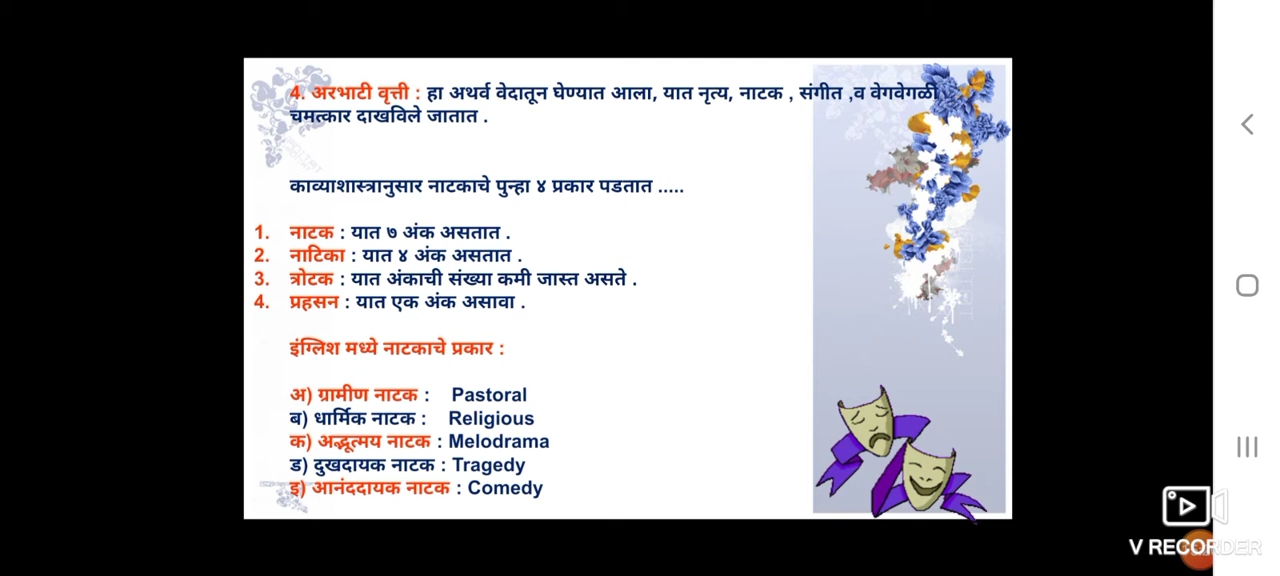 4. अरभाटी वृत्ती : हा अथर्व वेदातून घेण्यात आला, यात नृत्य, नाटक , संगीत ,व वेगवेगळी
चमत्कार दाखविले जातात .
काव्याशास्त्रानुसार नाटकाचे पुन्हा ४ प्रकार पडतात .....
1. नाटक : यात ७ अंक असतात .
2. नाटिका : यात ४ अंक असतात .
3. त्रोटक : यात अंकाची संख्या कमी जास्त असते .
4. प्रहसन : यात एक अंक असावा .
इंग्लिश मध्ये नाटकाचे प्रकार :
अ) ग्रामीण नाटक : Pastoral
ब) धार्मिक नाटक : Religious
क) अद्भूत्मय नाटक : Melodrama
ड) दुखदायक नाटक : Tragedy
इ) आनंददायक नाटक : Comedy
V RECORDER